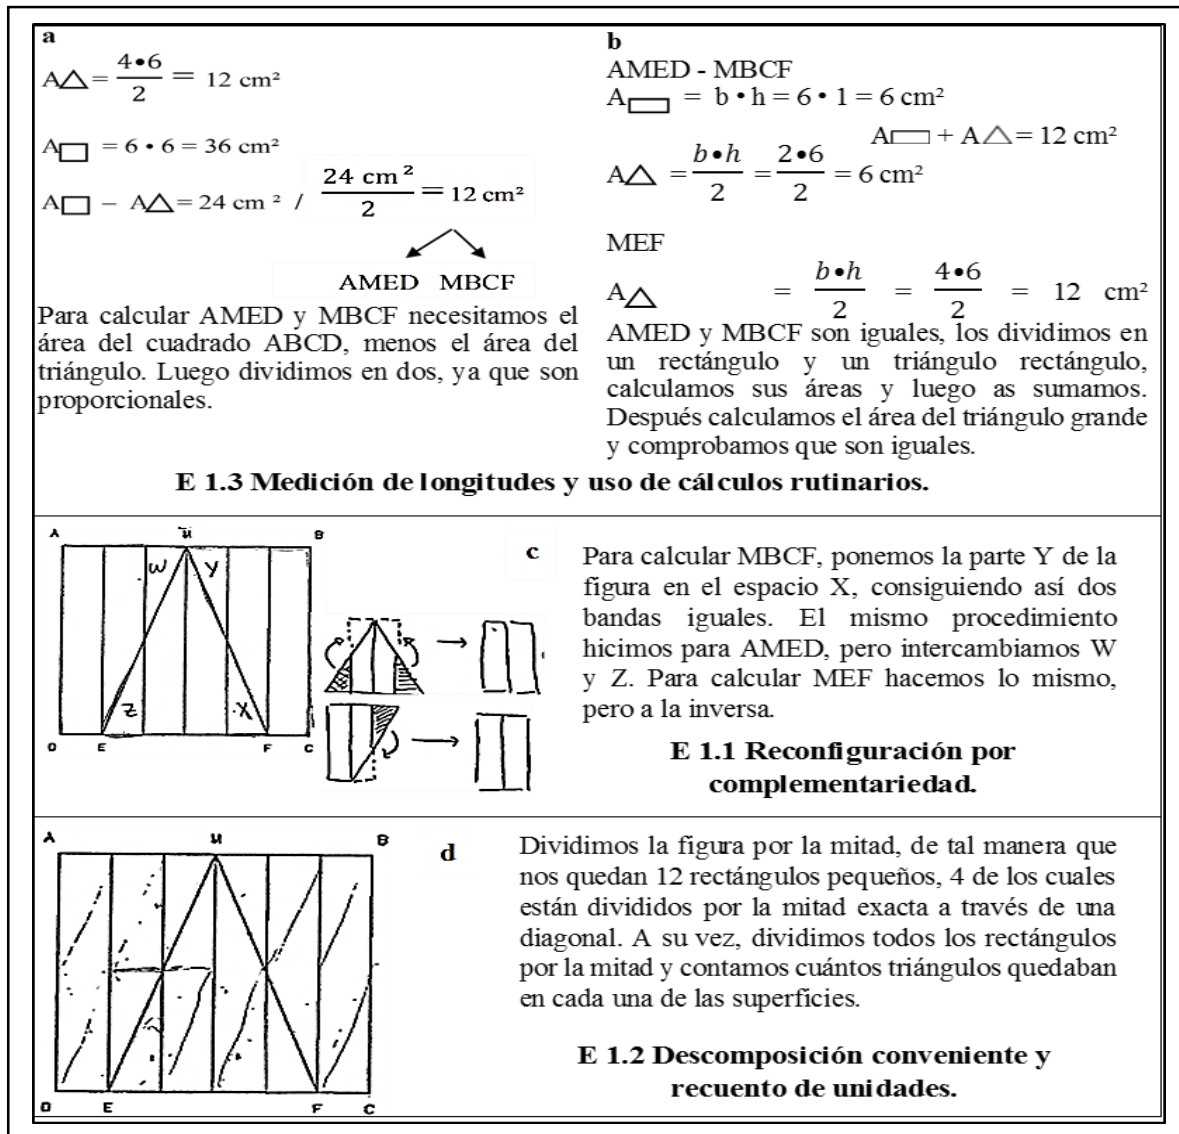 a
A△ = 4•6 / 2 = 12 cm²
A□ = 6 • 6 = 36 cm²
A□ − A△ = 24 cm ² / 24 cm ² / 2 = 12 cm²
AMED MBCF
Para calcular AMED y MBCF necesitamos el
área del cuadrado ABCD, menos el área del
triángulo. Luego dividimos en dos, ya que son
proporcionales.
b
AMED - MBCF
A▭ = b • h = 6 • 1 = 6 cm²
A▭ + A△ = 12 cm²
A△ = b•h / 2 = 2•6 / 2 = 6 cm²
MEF
A△ = b•h / 2 = 4•6 / 2 = 12 cm²
AMED y MBCF son iguales, los dividimos en
un rectángulo y un triángulo rectángulo,
calculamos sus áreas y luego as sumamos.
Después calculamos el área del triángulo grande
y comprobamos que son iguales.
E 1.3 Medición de longitudes y uso de cálculos rutinarios.
A M B
W Y
Z X
D E F C
c
Para calcular MBCF, ponemos la parte Y de la
figura en el espacio X, consiguiendo así dos
bandas iguales. El mismo procedimiento
hicimos para AMED, pero intercambiamos W
y Z. Para calcular MEF hacemos lo mismo,
pero a la inversa.
E 1.1 Reconfiguración por
complementariedad.
A M B
D E F C
d
Dividimos la figura por la mitad, de tal manera que
nos quedan 12 rectángulos pequeños, 4 de los cuales
están divididos por la mitad exacta a través de una
diagonal. A su vez, dividimos todos los rectángulos
por la mitad y contamos cuántos triángulos quedaban
en cada una de las superficies.
E 1.2 Descomposición conveniente y
recuento de unidades.